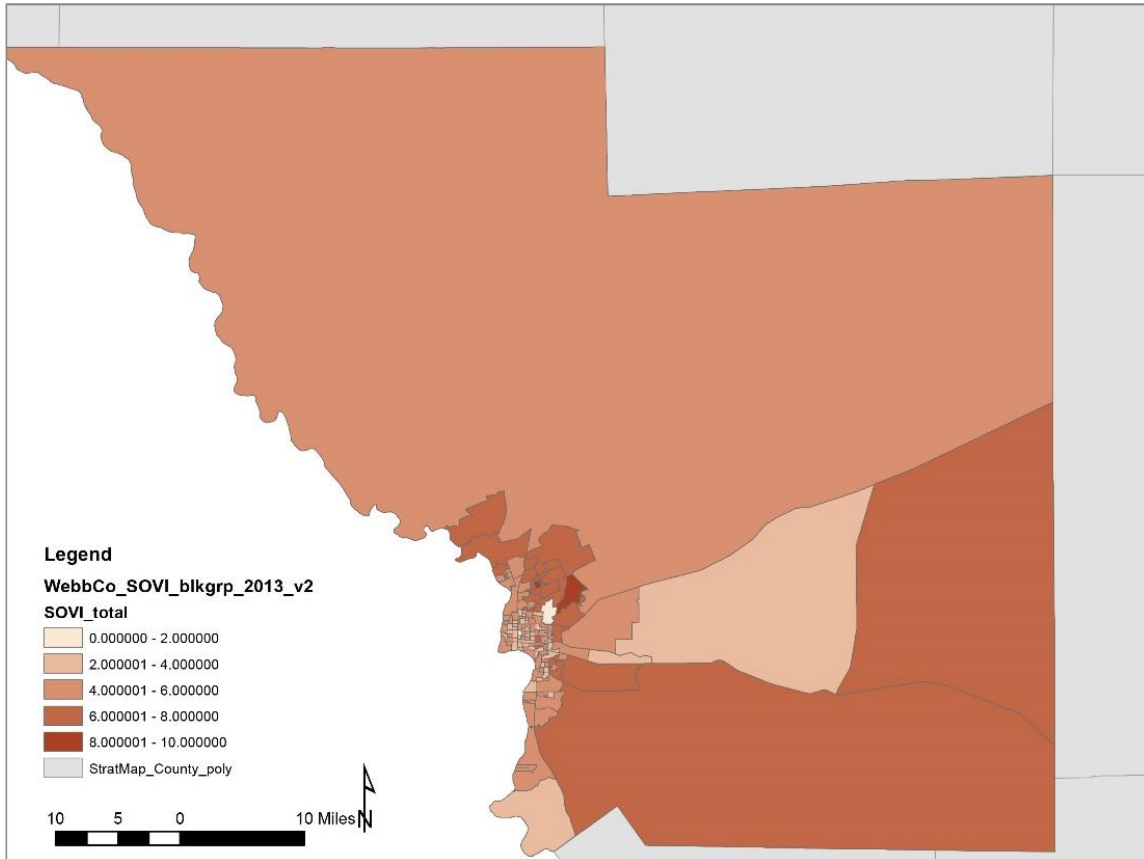 Legend
WebbCo_SOVI_blkgrp_2013_v2
SOVI_total
0.000000 - 2.000000
2.000001 - 4.000000
4.000001 - 6.000000
6.000001 - 8.000000
8.000001 - 10.000000
StratMap_County_poly
10 5 0 10 Miles
N